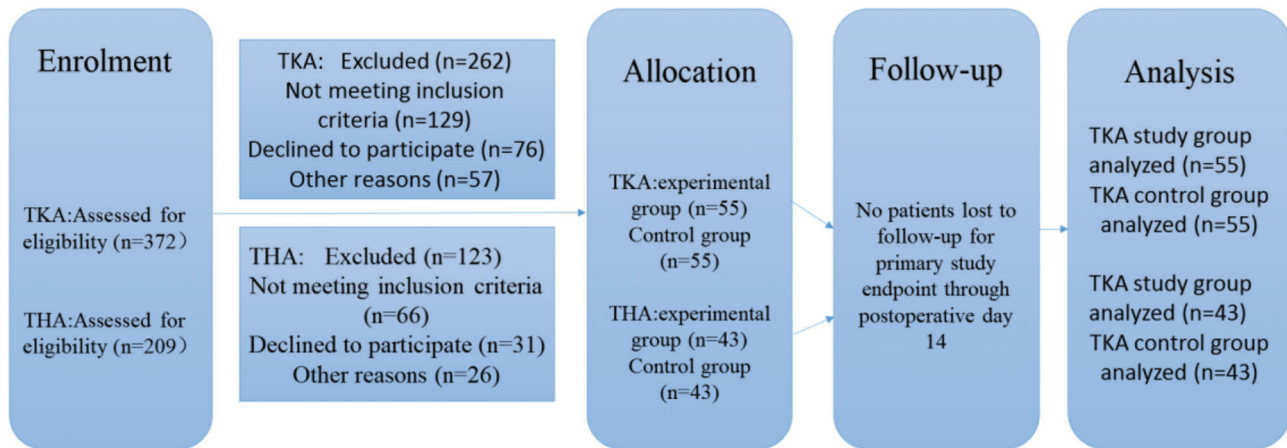 Enrolment
TKA:Assessed for
eligibility (n=372）
THA:Assessed for
eligibility (n=209）
TKA: Excluded (n=262)
Not meeting inclusion
criteria (n=129)
Declined to participate (n=76)
Other reasons (n=57)
THA: Excluded (n=123)
Not meeting inclusion criteria
(n=66)
Declined to participate (n=31)
Other reasons (n=26)
Allocation
TKA:experimental
group (n=55)
Control group
(n=55)
THA:experimental
group (n=43)
Control group
(n=43)
Follow-up
No patients lost to
follow-up for
primary study
endpoint through
postoperative day
14
Analysis
TKA study group
analyzed (n=55)
TKA control group
analyzed (n=55)
TKA study group
analyzed (n=43)
TKA control group
analyzed (n=43)